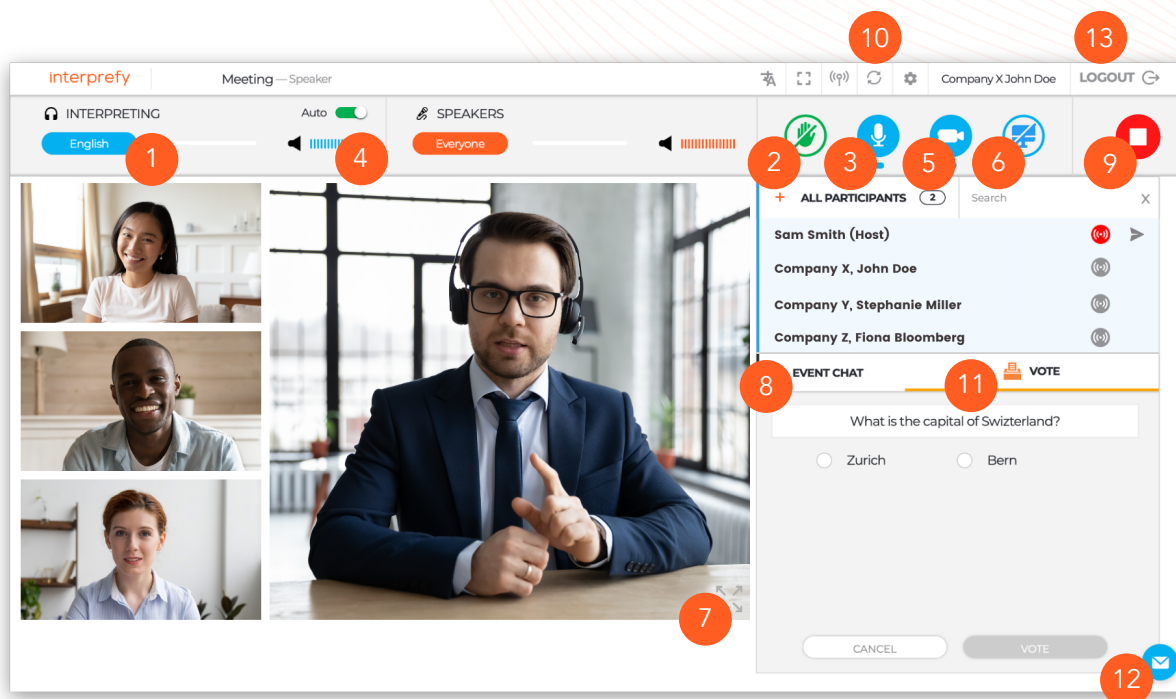 10
13
interprefy
Meeting — Speaker
Company X John Doe
LOGOUT
INTERPRETING
Auto
SPEAKERS
English
Everyone
1
4
2
3
5
6
9
+ ALL PARTICIPANTS 2
Search
X
Sam Smith (Host)
Company X, John Doe
Company Y, Stephanie Miller
Company Z, Fiona Bloomberg
8
EVENT CHAT
11
VOTE
What is the capital of Swizterland?
Zurich
Bern
7
CANCEL
VOTE
12